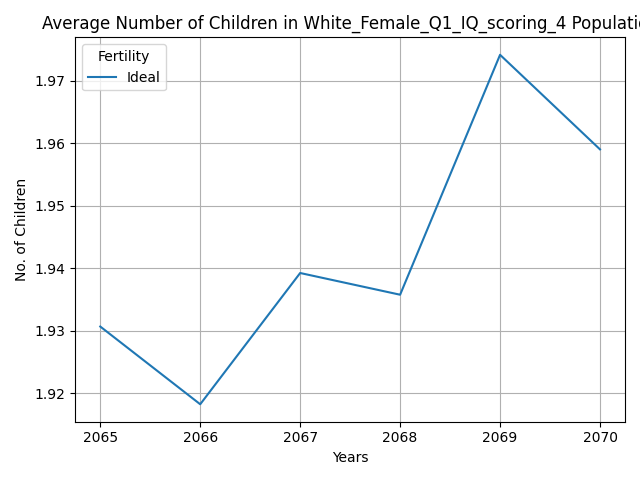 Average Number of Children in White_Female_Q1_IQ_scoring_4 Populatio
Fertility
Ideal
1.97
1.96
1.95
1.94
1.93
1.92
No. of Children
2065 2066 2067 2068 2069 2070
Years